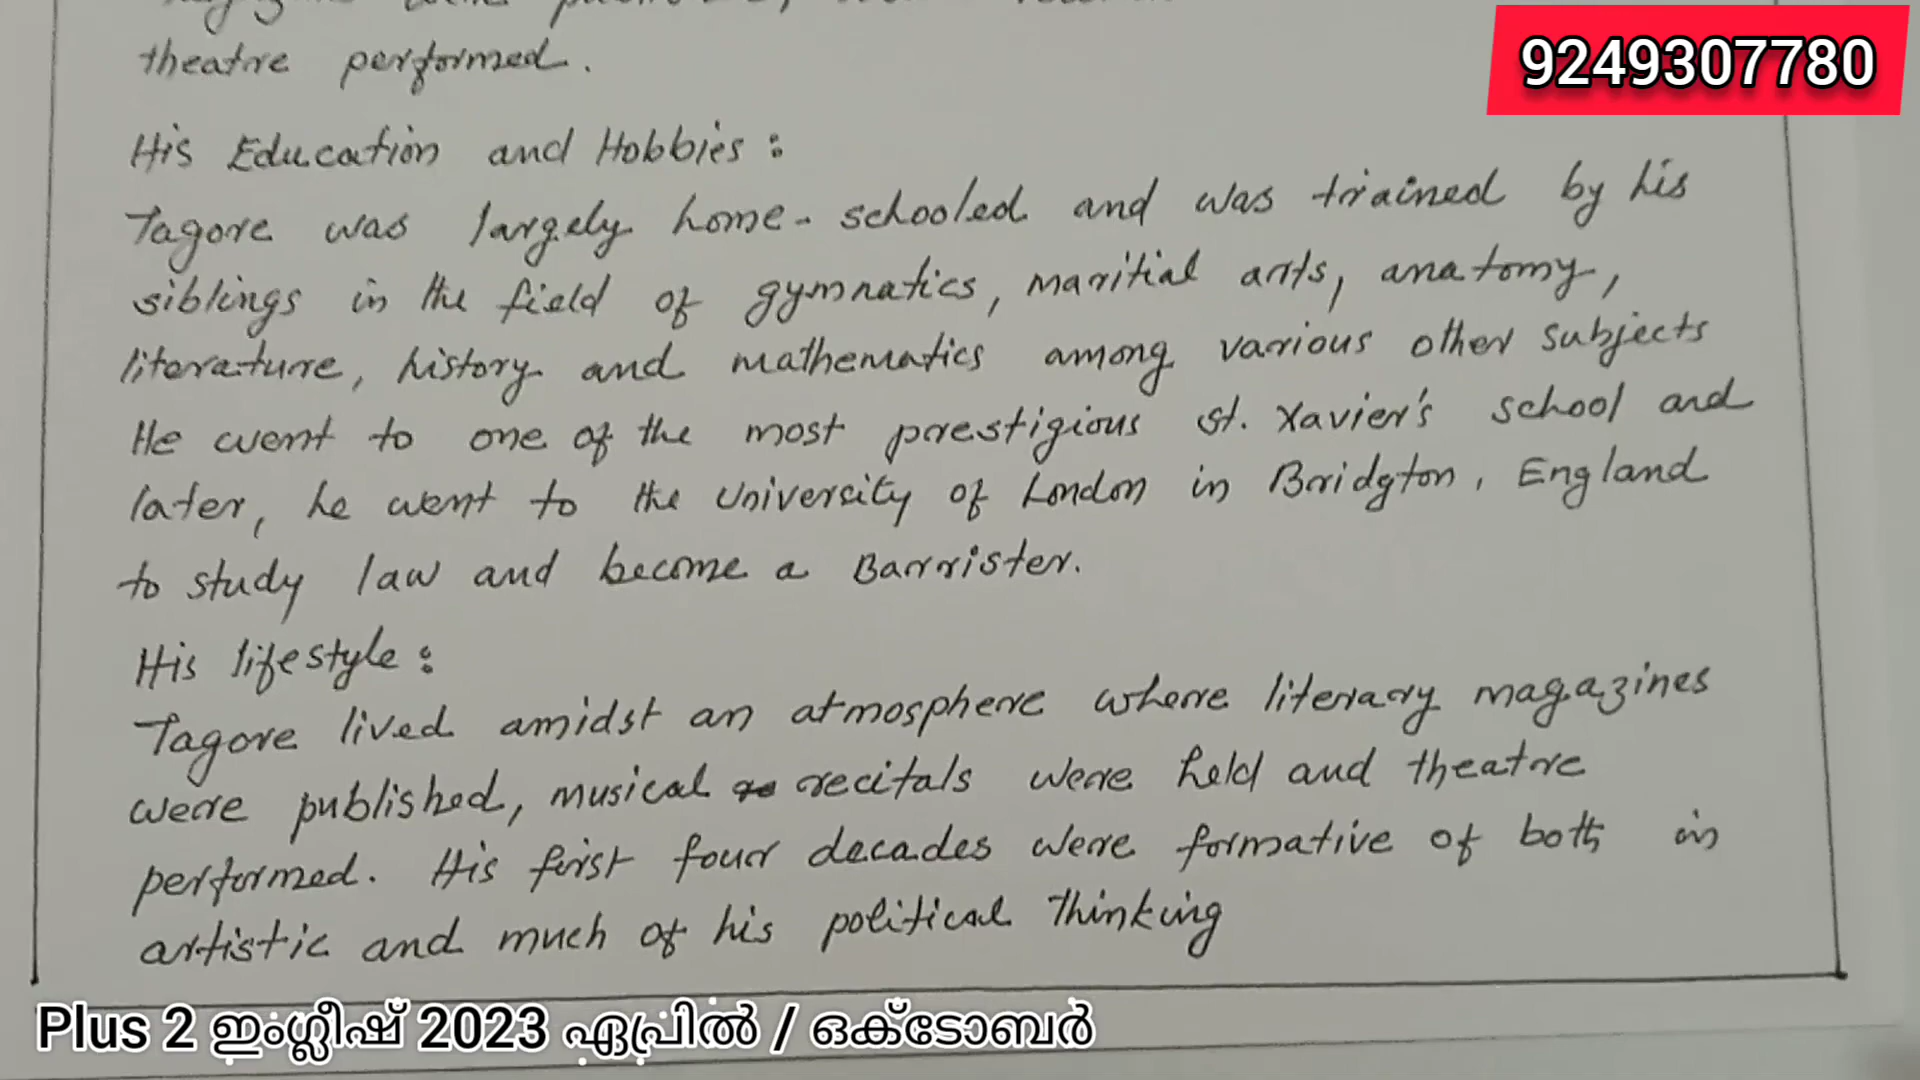 theatre performed.
9249307780
His Education and Hobbies :
Tagore was largely home-schooled and was trained by his
siblings in the field of gymnatics, maritial arts, anatomy,
literature, history and mathematics among various other subjects
He went to one of the most prestigious st. Xavier's school and
later, he went to the University of London in Bridgton, England
to study law and become a Barrister.
His lifestyle :
Tagore lived amidst an atmosphere where literary magazines
were published, musical recitals were held and theatre
performed. His first four decades were formative of both in
artistic and much of his political thinking
Plus 2 ഇംഗ്ലീഷ് 2023 ഏപ്രിൽ / ഒക്ടോബർ